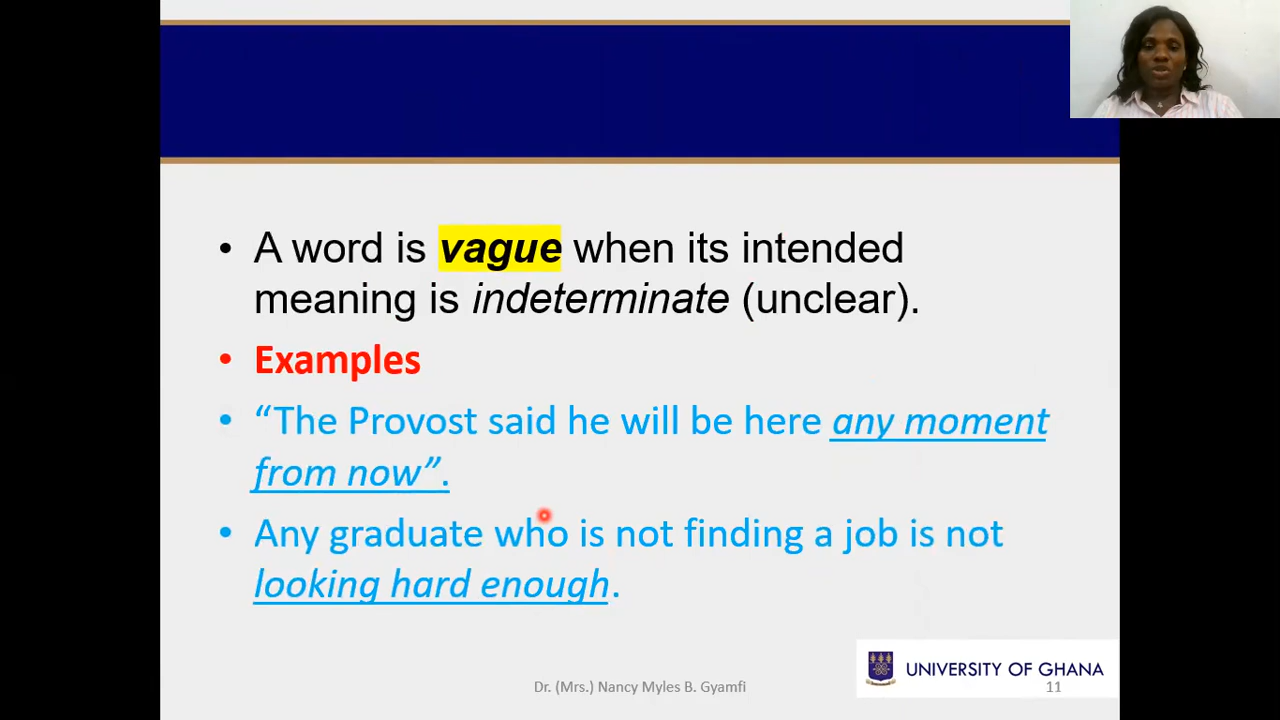 • A word is vague when its intended
meaning is indeterminate (unclear).
• Examples
• “The Provost said he will be here any moment
from now”.
• Any graduate who is not finding a job is not
looking hard enough.
UNIVERSITY OF GHANA
Dr. (Mrs.) Nancy Myles B. Gyamfi
11